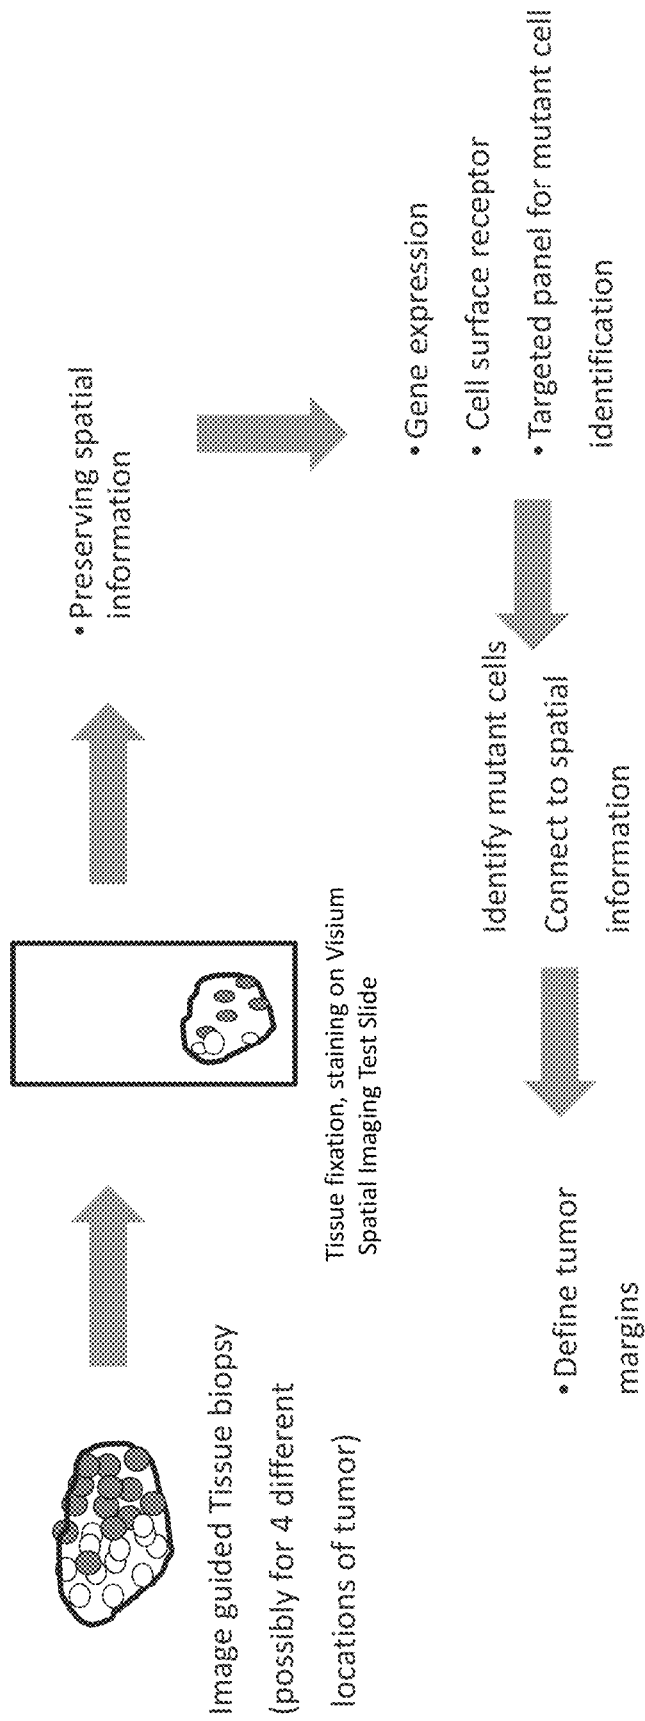 Image guided Tissue biopsy
(possibly for 4 different
locations of tumor)
Tissue fixation, staining on Visium
Spatial Imaging Test Slide
• Preserving spatial
information
• Gene expression
• Cell surface receptor
• Targeted panel for mutant cell
identification
Identify mutant cells
Connect to spatial
information
• Define tumor
margins